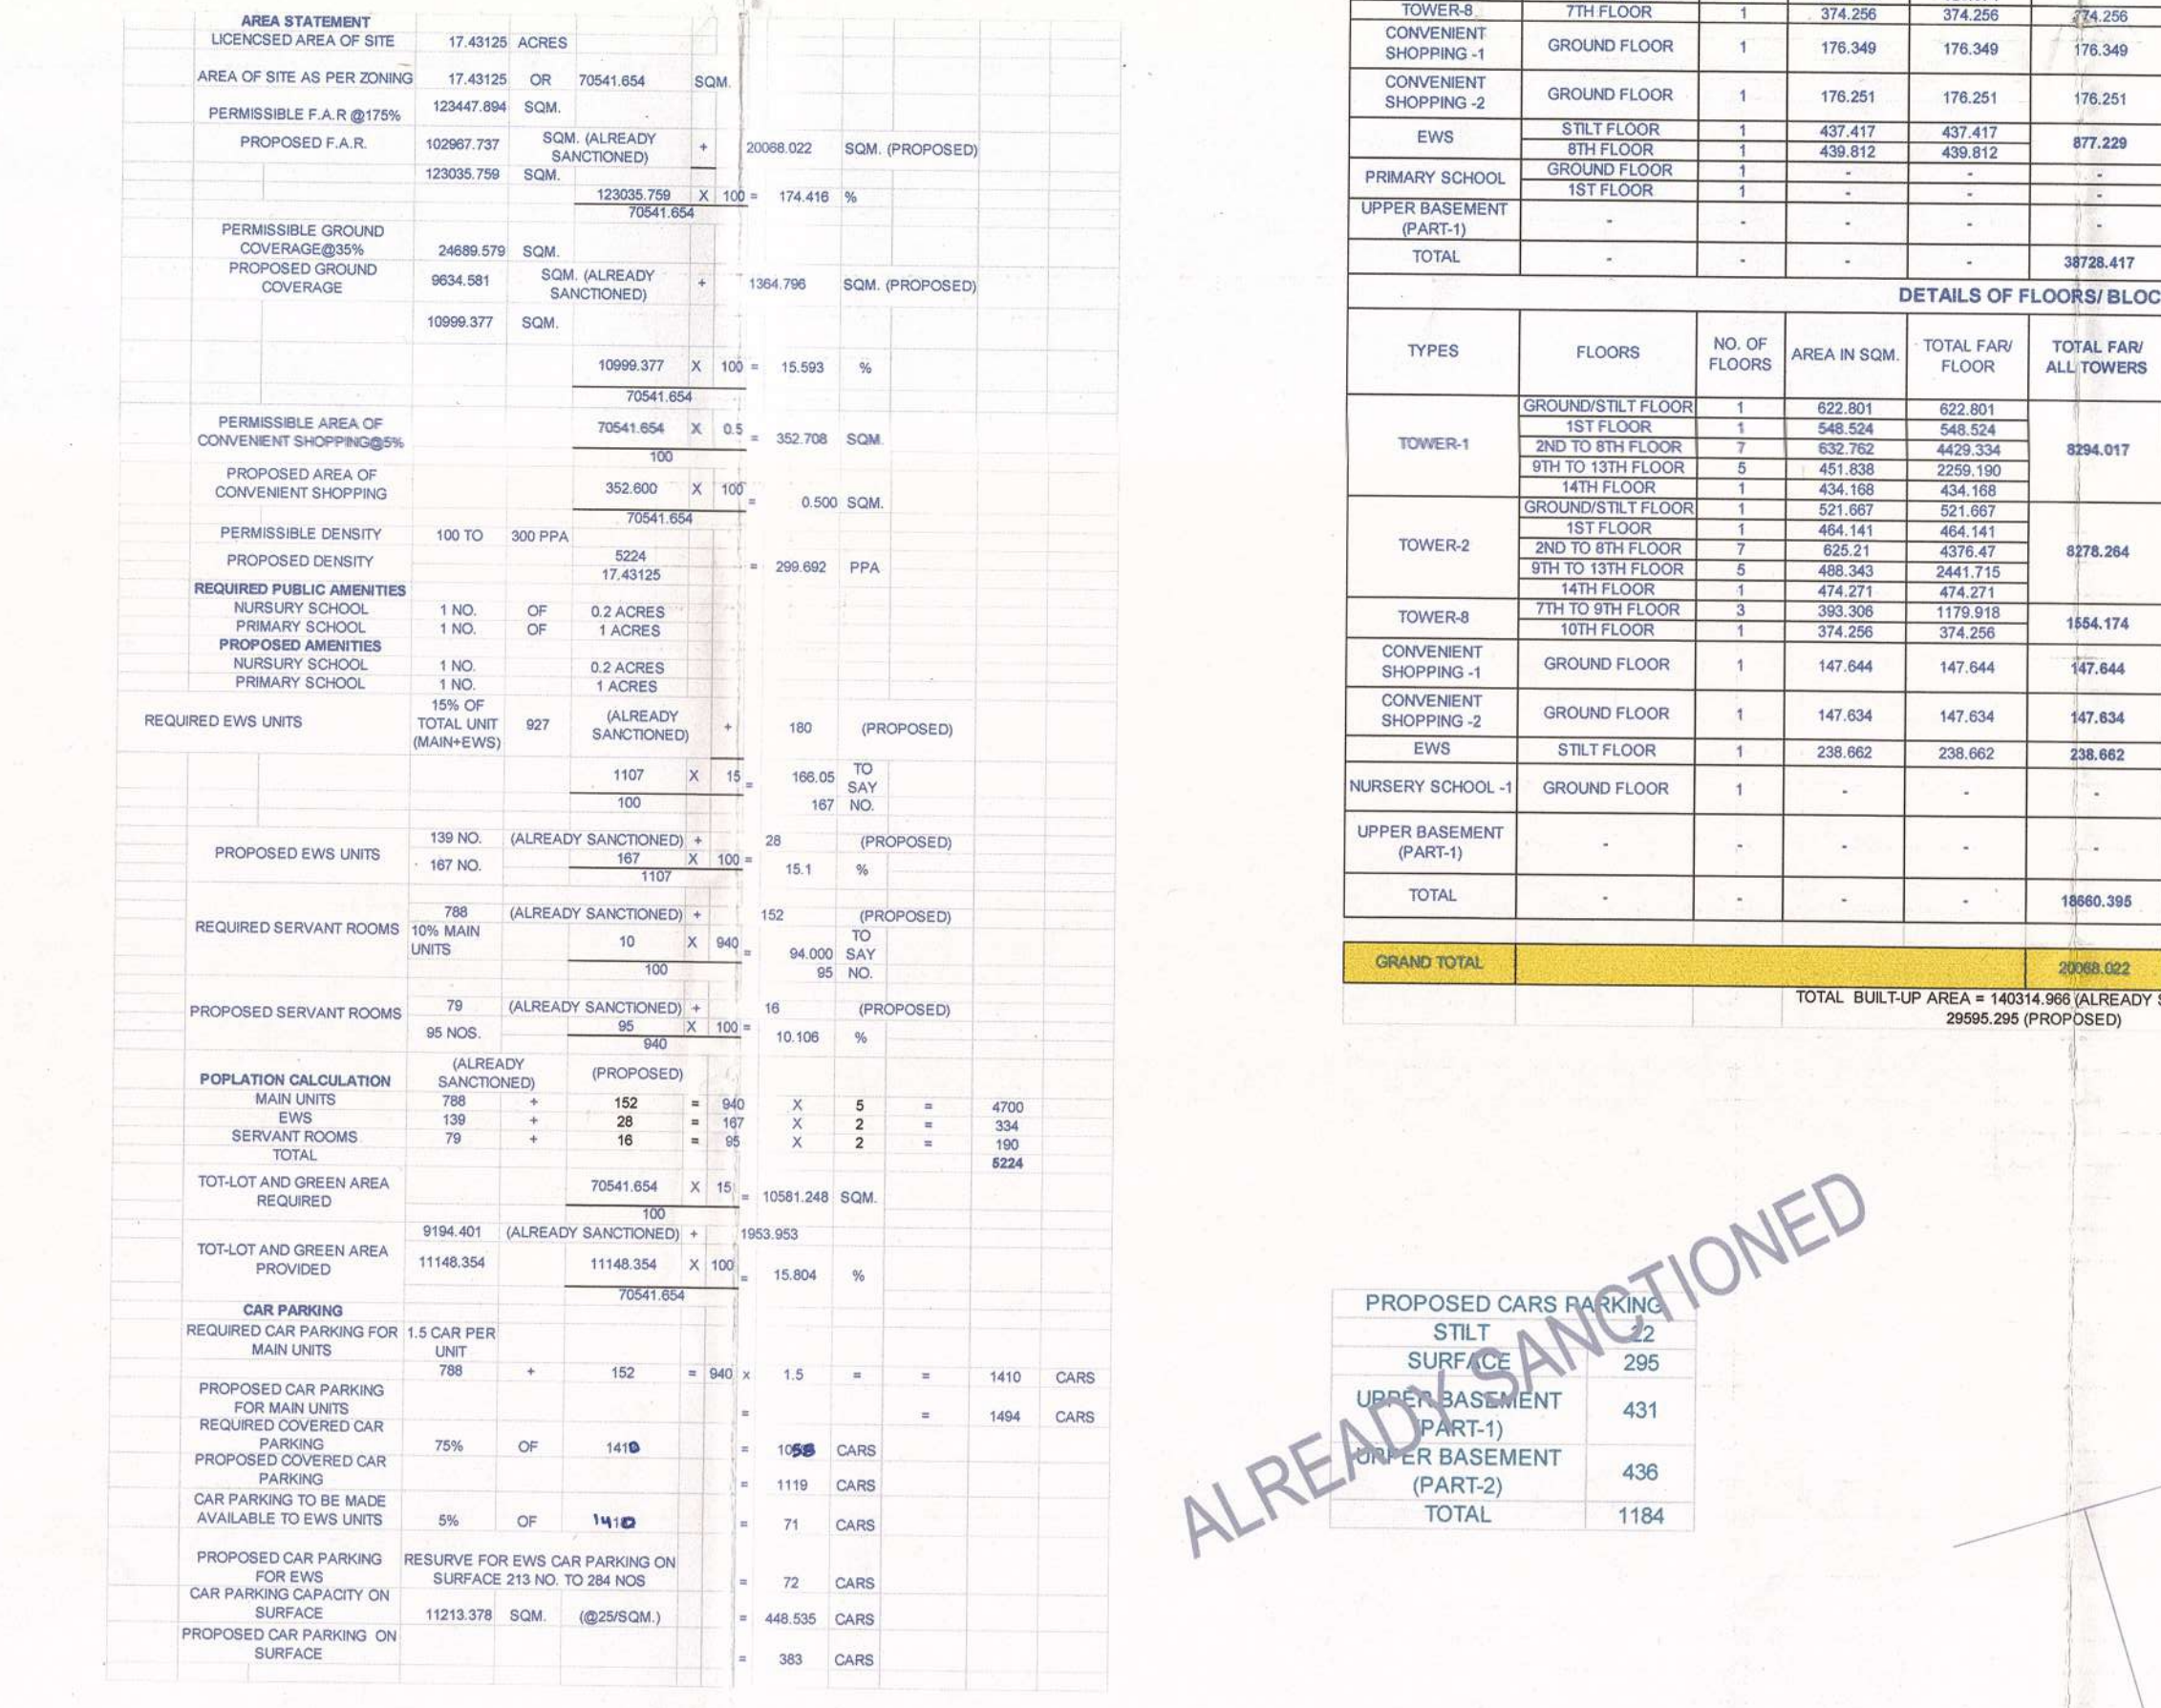 AREA STATEMENT
LICENCSED AREA OF SITE 17.43125 ACRES
AREA OF SITE AS PER ZONING 17.43125 OR 70541.654 SQM.
PERMISSIBLE F.A.R @175% 123447.894 SQM.
PROPOSED F.A.R. 102967.737 SQM. (ALREADY SANCTIONED) + 20068.022 SQM. (PROPOSED)
123035.759 SQM.
123035.759 X 100 = 174.416 %
70541.654
PERMISSIBLE GROUND COVERAGE@35% 24689.579 SQM.
PROPOSED GROUND COVERAGE 9634.581 SQM. (ALREADY SANCTIONED) + 1364.796 SQM. (PROPOSED)
10999.377 SQM.
10999.377 X 100 = 15.593 %
70541.654
PERMISSIBLE AREA OF CONVENIENT SHOPPING@5% 70541.654 X 0.5 = 352.708 SQM.
100
PROPOSED AREA OF CONVENIENT SHOPPING 352.600 X 100 = 0.500 SQM.
70541.654
PERMISSIBLE DENSITY 100 TO 300 PPA
PROPOSED DENSITY 5224 = 299.692 PPA
17.43125
REQUIRED PUBLIC AMENITIES
NURSURY SCHOOL 1 NO. OF 0.2 ACRES
PRIMARY SCHOOL 1 NO. OF 1 ACRES
PROPOSED AMENITIES
NURSURY SCHOOL 1 NO. 0.2 ACRES
PRIMARY SCHOOL 1 NO. 1 ACRES
REQUIRED EWS UNITS 15% OF TOTAL UNIT (MAIN+EWS) 927 (ALREADY SANCTIONED) + 180 (PROPOSED)
1107 X 15 = 166.05 TO SAY
100 167 NO.
PROPOSED EWS UNITS 139 NO. (ALREADY SANCTIONED) + 28 (PROPOSED)
167 NO. 167 X 100 = 15.1 %
1107
REQUIRED SERVANT ROOMS 788 (ALREADY SANCTIONED) + 152 (PROPOSED)
10% MAIN UNITS 10 X 940 = 94.000 TO SAY
100 95 NO.
PROPOSED SERVANT ROOMS 79 (ALREADY SANCTIONED) + 16 (PROPOSED)
95 NOS. 95 X 100 = 10.106 %
940
POPLATION CALCULATION (ALREADY SANCTIONED) (PROPOSED)
MAIN UNITS 788 + 152 = 940 X 5 = 4700
EWS 139 + 28 = 167 X 2 = 334
SERVANT ROOMS 79 + 16 = 95 X 2 = 190
TOTAL 5224
TOT-LOT AND GREEN AREA REQUIRED 70541.654 X 15 = 10581.248 SQM.
100
9194.401 (ALREADY SANCTIONED) + 1953.953
TOT-LOT AND GREEN AREA PROVIDED 11148.354 11148.354 X 100 = 15.804 %
70541.654
CAR PARKING
REQUIRED CAR PARKING FOR MAIN UNITS 1.5 CAR PER UNIT
788 + 152 = 940 x 1.5 = = 1410 CARS
PROPOSED CAR PARKING FOR MAIN UNITS = = 1494 CARS
REQUIRED COVERED CAR PARKING 75% OF 1410 = 1058 CARS
PROPOSED COVERED CAR PARKING = 1119 CARS
CAR PARKING TO BE MADE AVAILABLE TO EWS UNITS 5% OF 1410 = 71 CARS
PROPOSED CAR PARKING FOR EWS RESURVE FOR EWS CAR PARKING ON SURFACE 213 NO. TO 284 NOS = 72 CARS
CAR PARKING CAPACITY ON SURFACE 11213.378 SQM. (@25/SQM.) = 448.535 CARS
PROPOSED CAR PARKING ON SURFACE = 383 CARS
TOWER-8 7TH FLOOR 1 374.256 374.256 774.256
CONVENIENT SHOPPING -1 GROUND FLOOR 1 176.349 176.349 176.349
CONVENIENT SHOPPING -2 GROUND FLOOR 1 176.251 176.251 176.251
EWS STILT FLOOR 1 437.417 437.417 877.229
8TH FLOOR 1 439.812 439.812
PRIMARY SCHOOL GROUND FLOOR 1 - - -
1ST FLOOR 1 - - -
UPPER BASEMENT (PART-1) - - - - -
TOTAL - - - - 38728.417
DETAILS OF FLOORS/ BLOC
TYPES FLOORS NO. OF FLOORS AREA IN SQM. TOTAL FAR/ FLOOR TOTAL FAR/ ALL TOWERS
TOWER-1 GROUND/STILT FLOOR 1 622.801 622.801 8294.017
1ST FLOOR 1 548.524 548.524
2ND TO 8TH FLOOR 7 632.762 4429.334
9TH TO 13TH FLOOR 5 451.838 2259.190
14TH FLOOR 1 434.168 434.168
TOWER-2 GROUND/STILT FLOOR 1 521.667 521.667 8278.264
1ST FLOOR 1 464.141 464.141
2ND TO 8TH FLOOR 7 625.21 4376.47
9TH TO 13TH FLOOR 5 488.343 2441.715
14TH FLOOR 1 474.271 474.271
TOWER-8 7TH TO 9TH FLOOR 3 393.306 1179.918 1554.174
10TH FLOOR 1 374.256 374.256
CONVENIENT SHOPPING -1 GROUND FLOOR 1 147.644 147.644 147.644
CONVENIENT SHOPPING -2 GROUND FLOOR 1 147.634 147.634 147.634
EWS STILT FLOOR 1 238.662 238.662 238.662
NURSERY SCHOOL -1 GROUND FLOOR 1 - - -
UPPER BASEMENT (PART-1) - - - - -
TOTAL - - - - 18660.395
GRAND TOTAL 20068.022
TOTAL BUILT-UP AREA = 140314.966 (ALREADY S
29595.295 (PROPOSED)
PROPOSED CARS PARKING
STILT 22
SURFACE 295
UPPER BASEMENT (PART-1) 431
UPPER BASEMENT (PART-2) 436
TOTAL 1184
ALREADY SANCTIONED